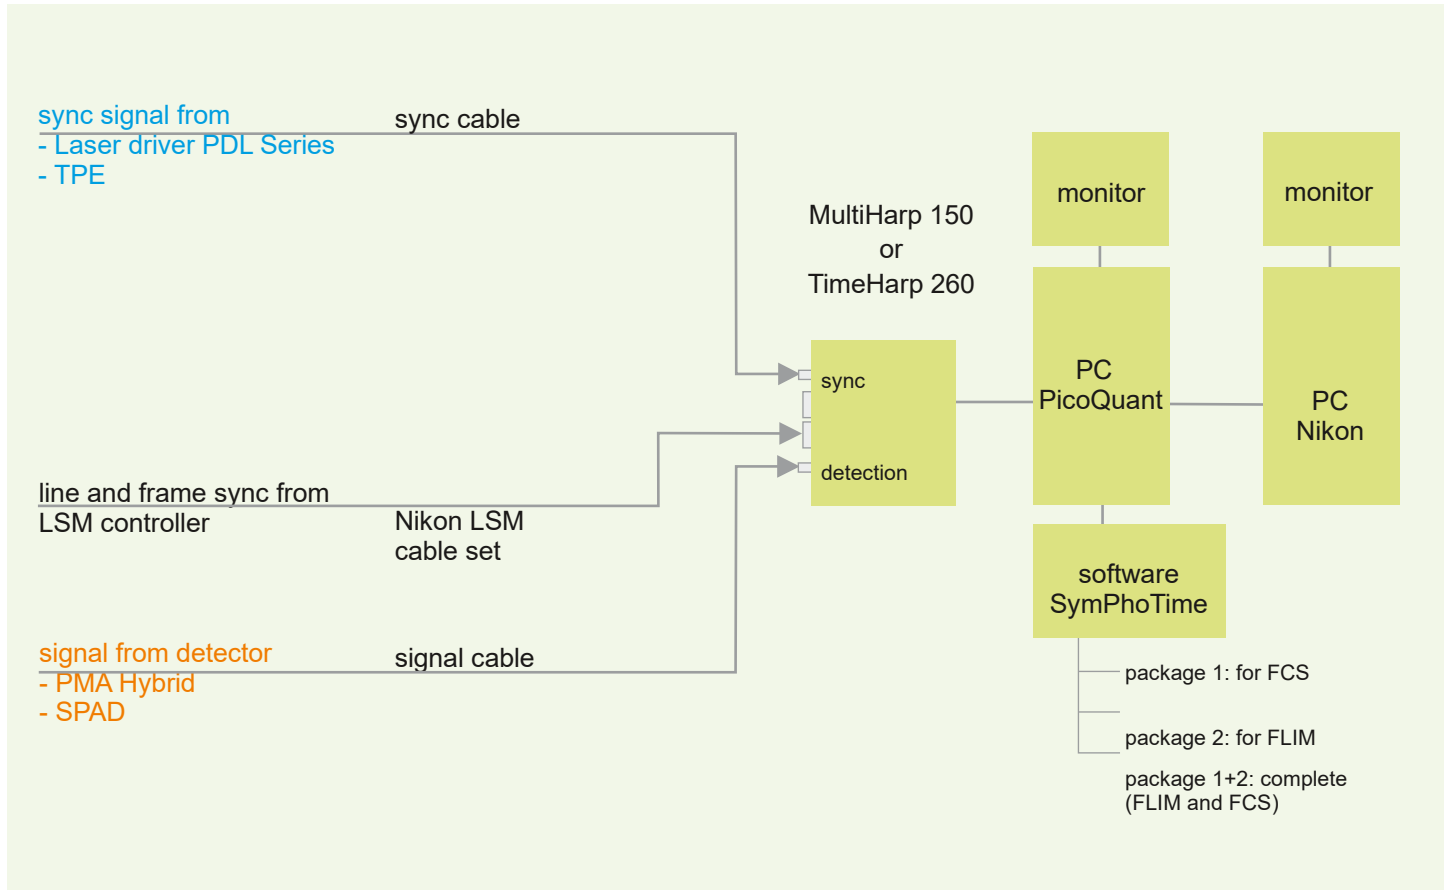 sync signal from
- Laser driver PDL Series
- TPE
sync cable
MultiHarp 150
or
TimeHarp 260
monitor
monitor
sync
detection
PC
PicoQuant
PC
Nikon
line and frame sync from
LSM controller
Nikon LSM
cable set
software
SymPhoTime
signal from detector
- PMA Hybrid
- SPAD
signal cable
package 1: for FCS
package 2: for FLIM
package 1+2: complete
(FLIM and FCS)